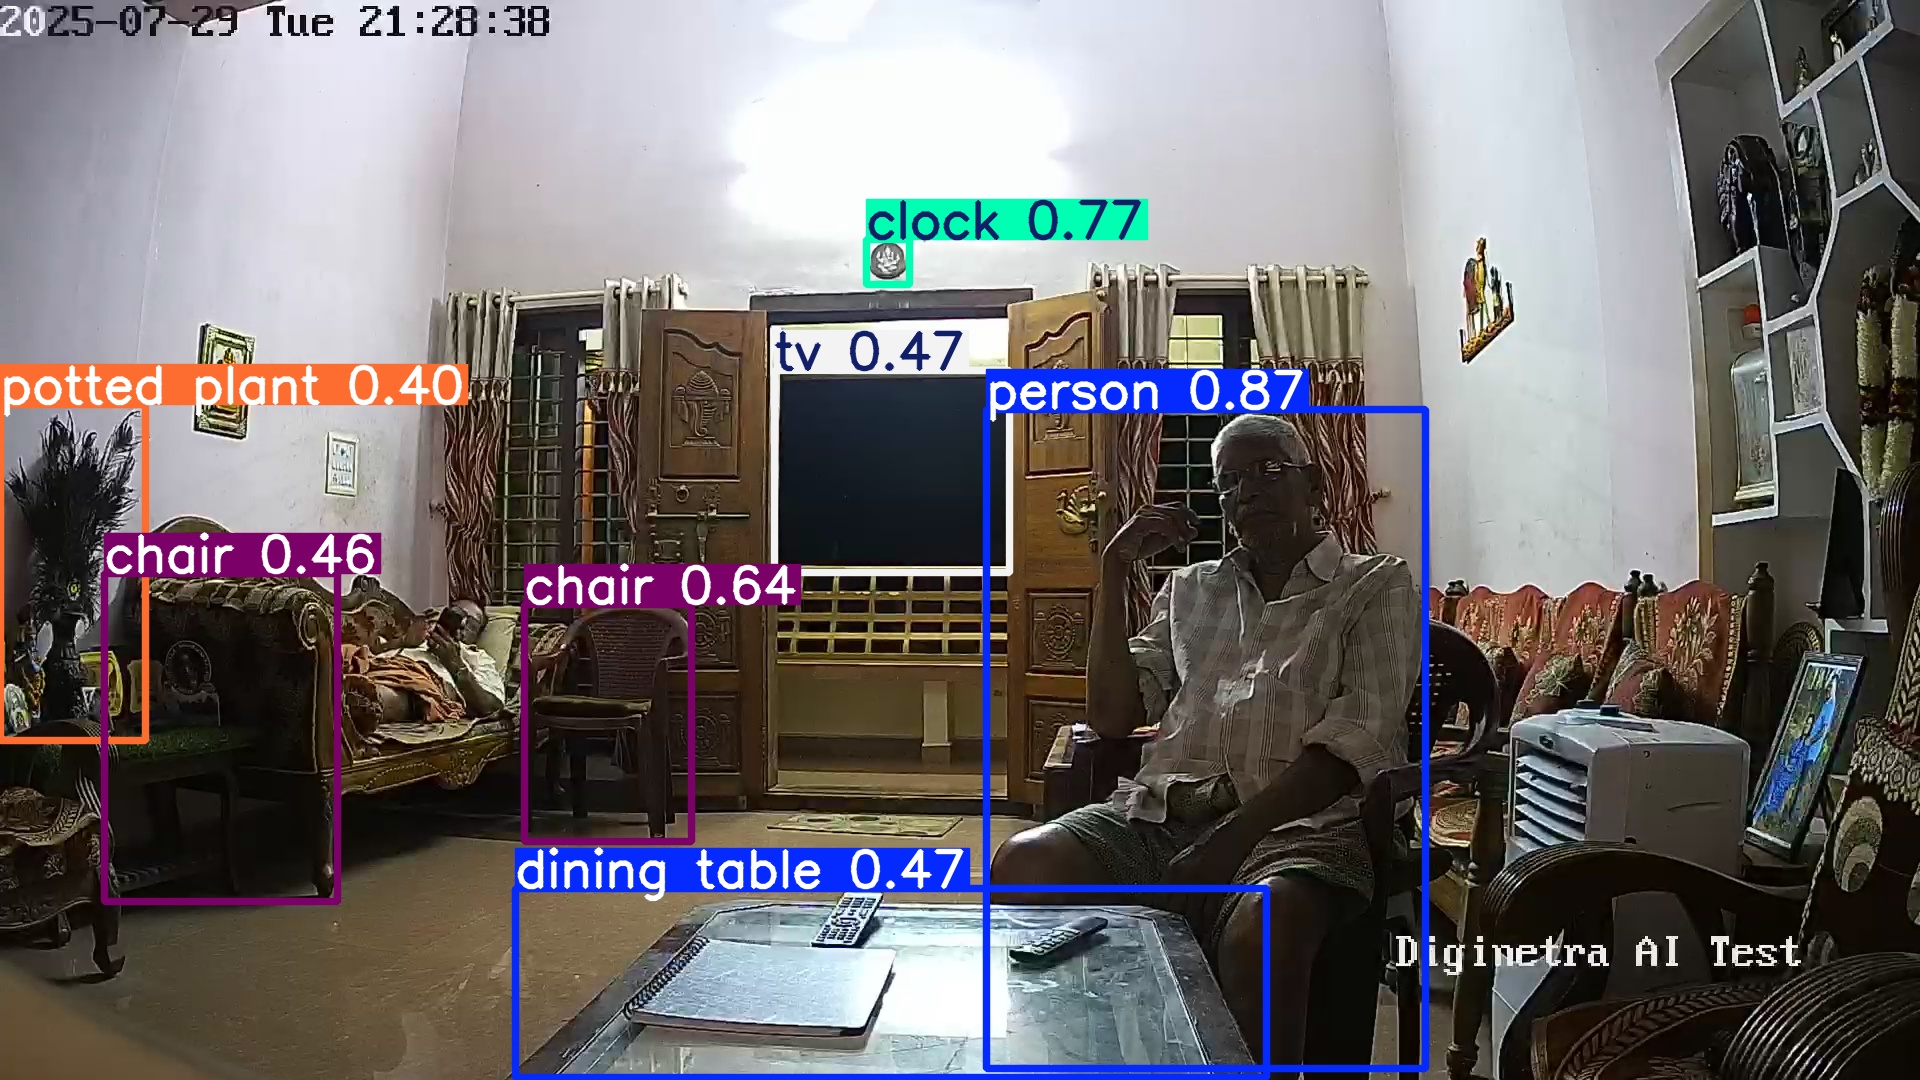 2025-07-29 Tue 21:28:38
clock 0.77
tv 0.47
potted plant 0.40
person 0.87
chair 0.46
chair 0.64
dining table 0.47
Diginetra AI Test